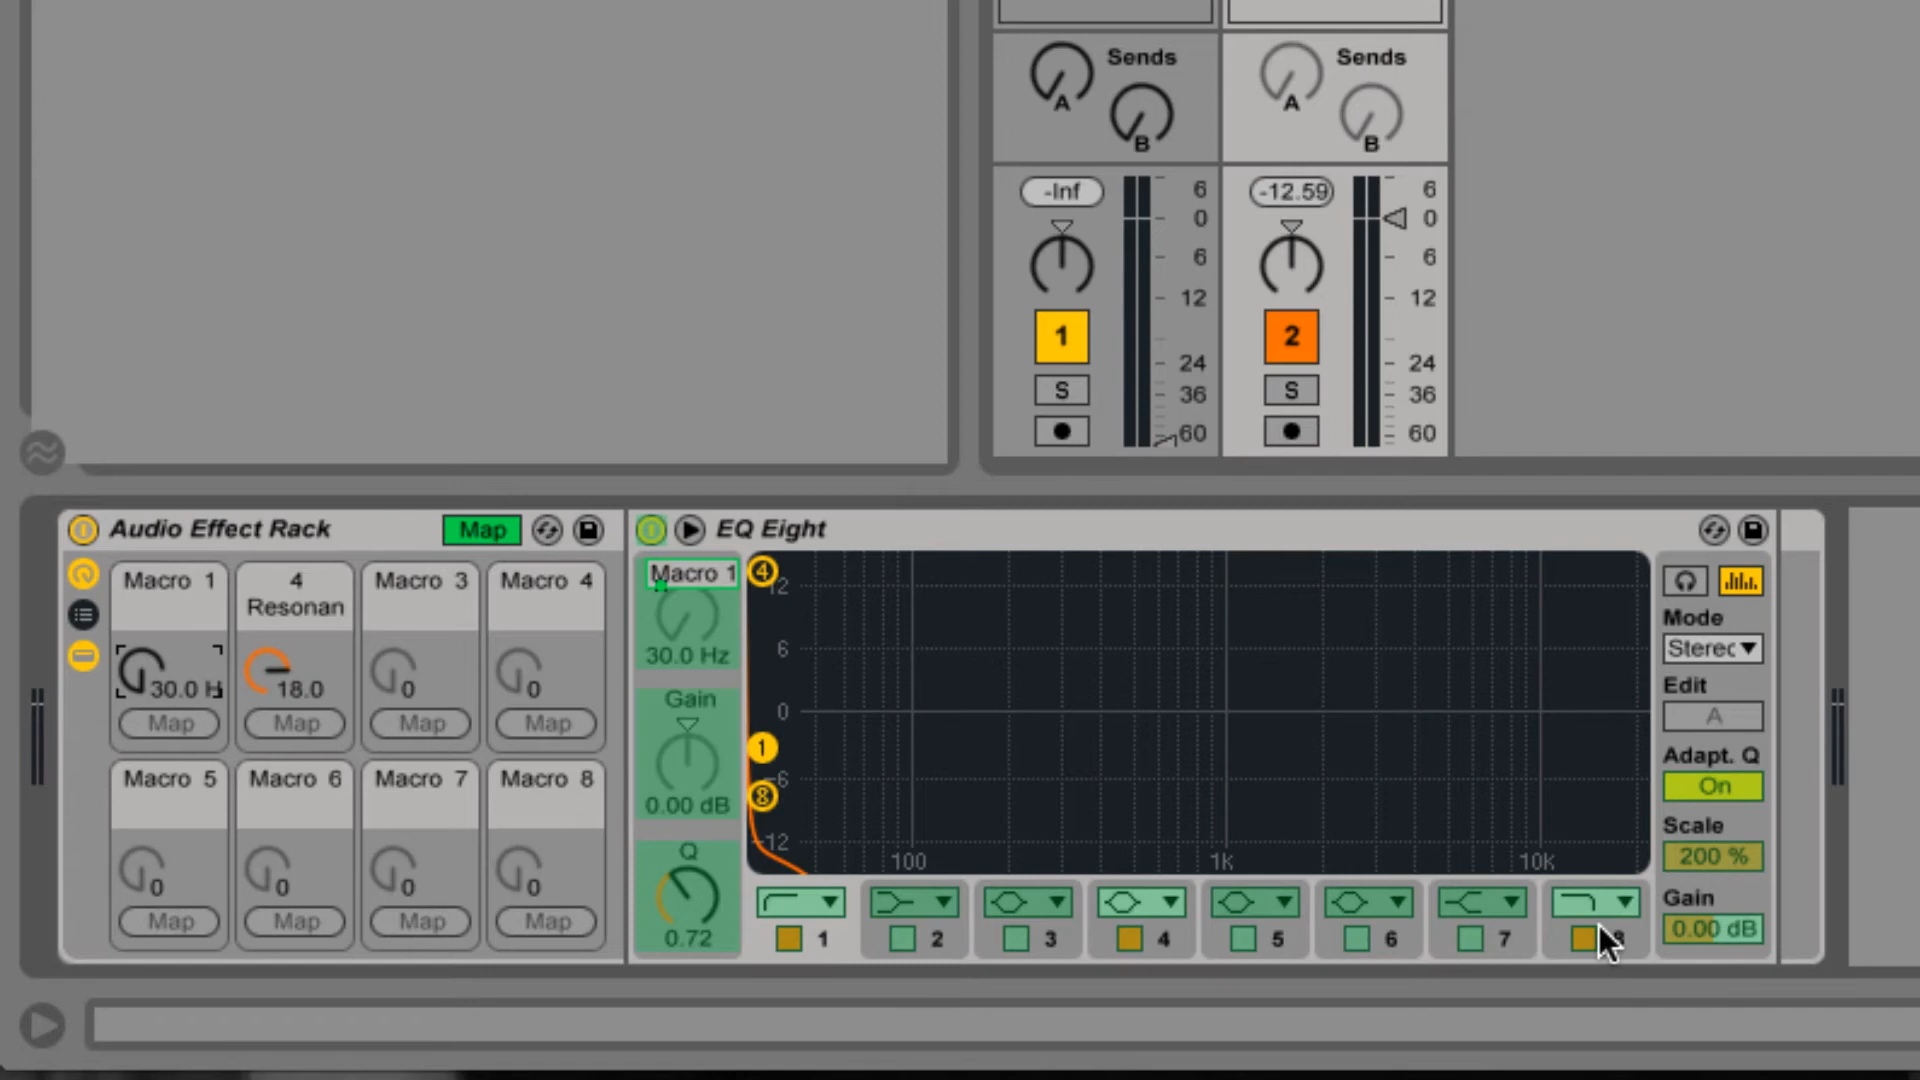 Sends Sends
A A
B B
-Inf 6 -12.59 6
0 0
6 6
12 12
1 2
24 24
S S
36 36
60 60
Audio Effect Rack Map EQ Eight
Macro 1 4 Resonan Macro 3 Macro 4
30.0 H 18.0 0 0
Map Map Map Map
Macro 5 Macro 6 Macro 7 Macro 8
0 0 0 0
Map Map Map Map
Macro 1
30.0 Hz
Gain
0.00 dB
Q
0.72
4
12
6
0
1
-6
8
-12
100 1K 10K
1 2 3 4 5 6 7 8
Mode
Sterec
Edit
A
Adapt. Q
On
Scale
200 %
Gain
0.00 dB